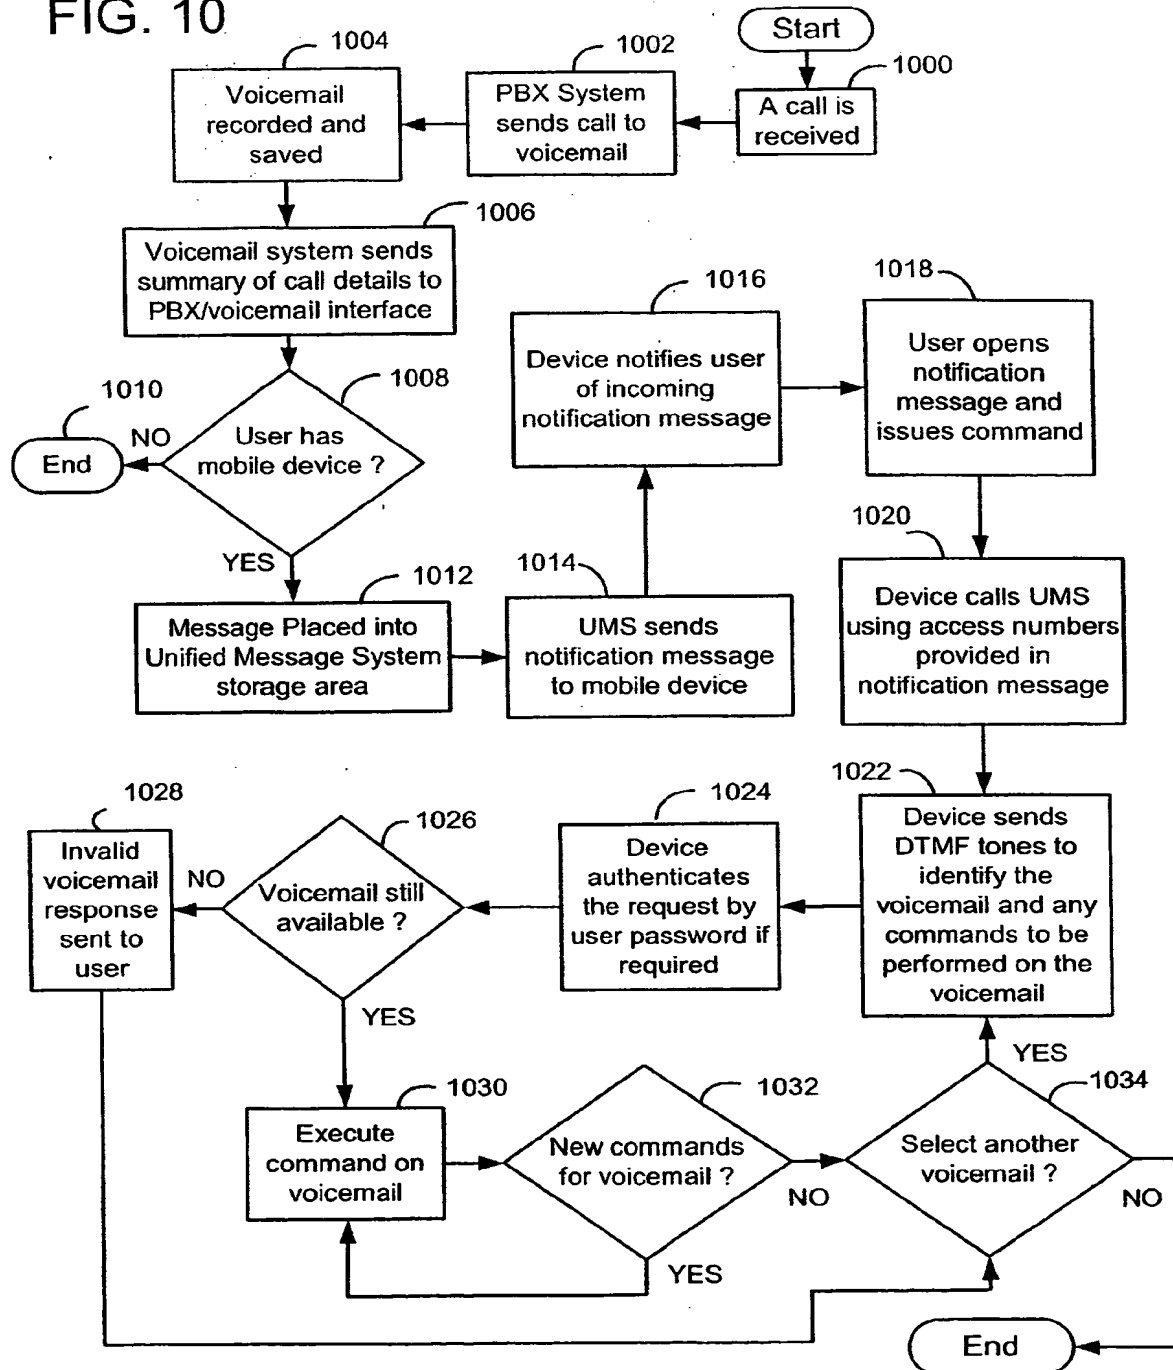 FIG. 10
Start
1000
A call is
received
1002
PBX System
sends call to
voicemail
1004
Voicemail
recorded and
saved
1006
Voicemail system sends
summary of call details to
PBX/voicemail interface
1008
User has
mobile device ?
NO
1010
End
YES
1012
Message Placed into
Unified Message System
storage area
1014
UMS sends
notification message
to mobile device
1016
Device notifies user
of incoming
notification message
1018
User opens
notification
message and
issues command
1020
Device calls UMS
using access numbers
provided in
notification message
1022
Device sends
DTMF tones to
identify the
voicemail and any
commands to be
performed on the
voicemail
1024
Device
authenticates
the request by
user password if
required
1026
Voicemail still
available ?
NO
1028
Invalid
voicemail
response
sent to
user
YES
1030
Execute
command on
voicemail
1032
New commands
for voicemail ?
YES
NO
1034
Select another
voicemail ?
YES
NO
End